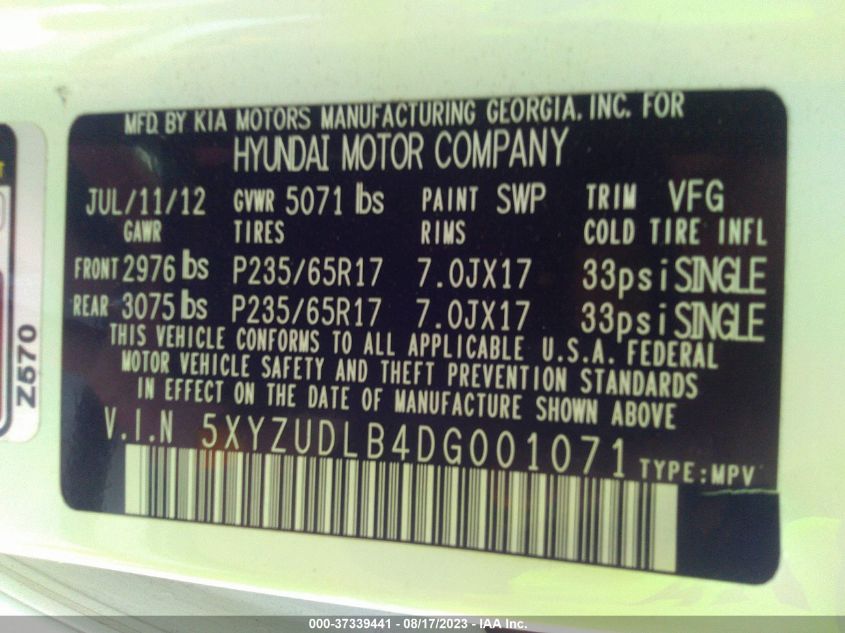 MFD BY KIA MOTORS MANUFACTURING GEORGIA, INC. FOR
HYUNDAI MOTOR COMPANY
JUL/11/12 GVWR 5071 lbs PAINT SWP TRIM VFG
GAWR TIRES RIMS COLD TIRE INFL
FRONT 2976 lbs P235/65R17 7.0JX17 33psi SINGLE
REAR 3075 lbs P235/65R17 7.0JX17 33psi SINGLE
THIS VEHICLE CONFORMS TO ALL APPLICABLE U.S.A. FEDERAL
MOTOR VEHICLE SAFETY AND THEFT PREVENTION STANDARDS
IN EFFECT ON THE DATE OF MANUFACTURE SHOWN ABOVE
V.I.N 5XYZUDLB4DG001071 TYPE:MPV
Z570
000-37339441 - 08/17/2023 - IAA Inc.